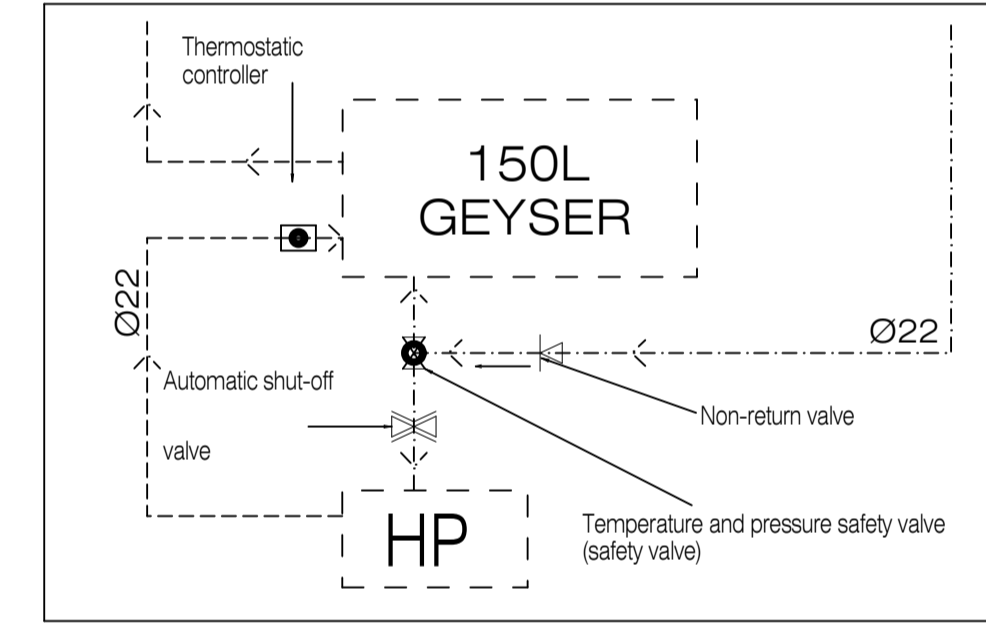 Thermostatic
controller
150L
GEYSER
Ø22
Ø22
Automatic shut-off
valve
Non-return valve
HP
Temperature and pressure safety valve
(safety valve)